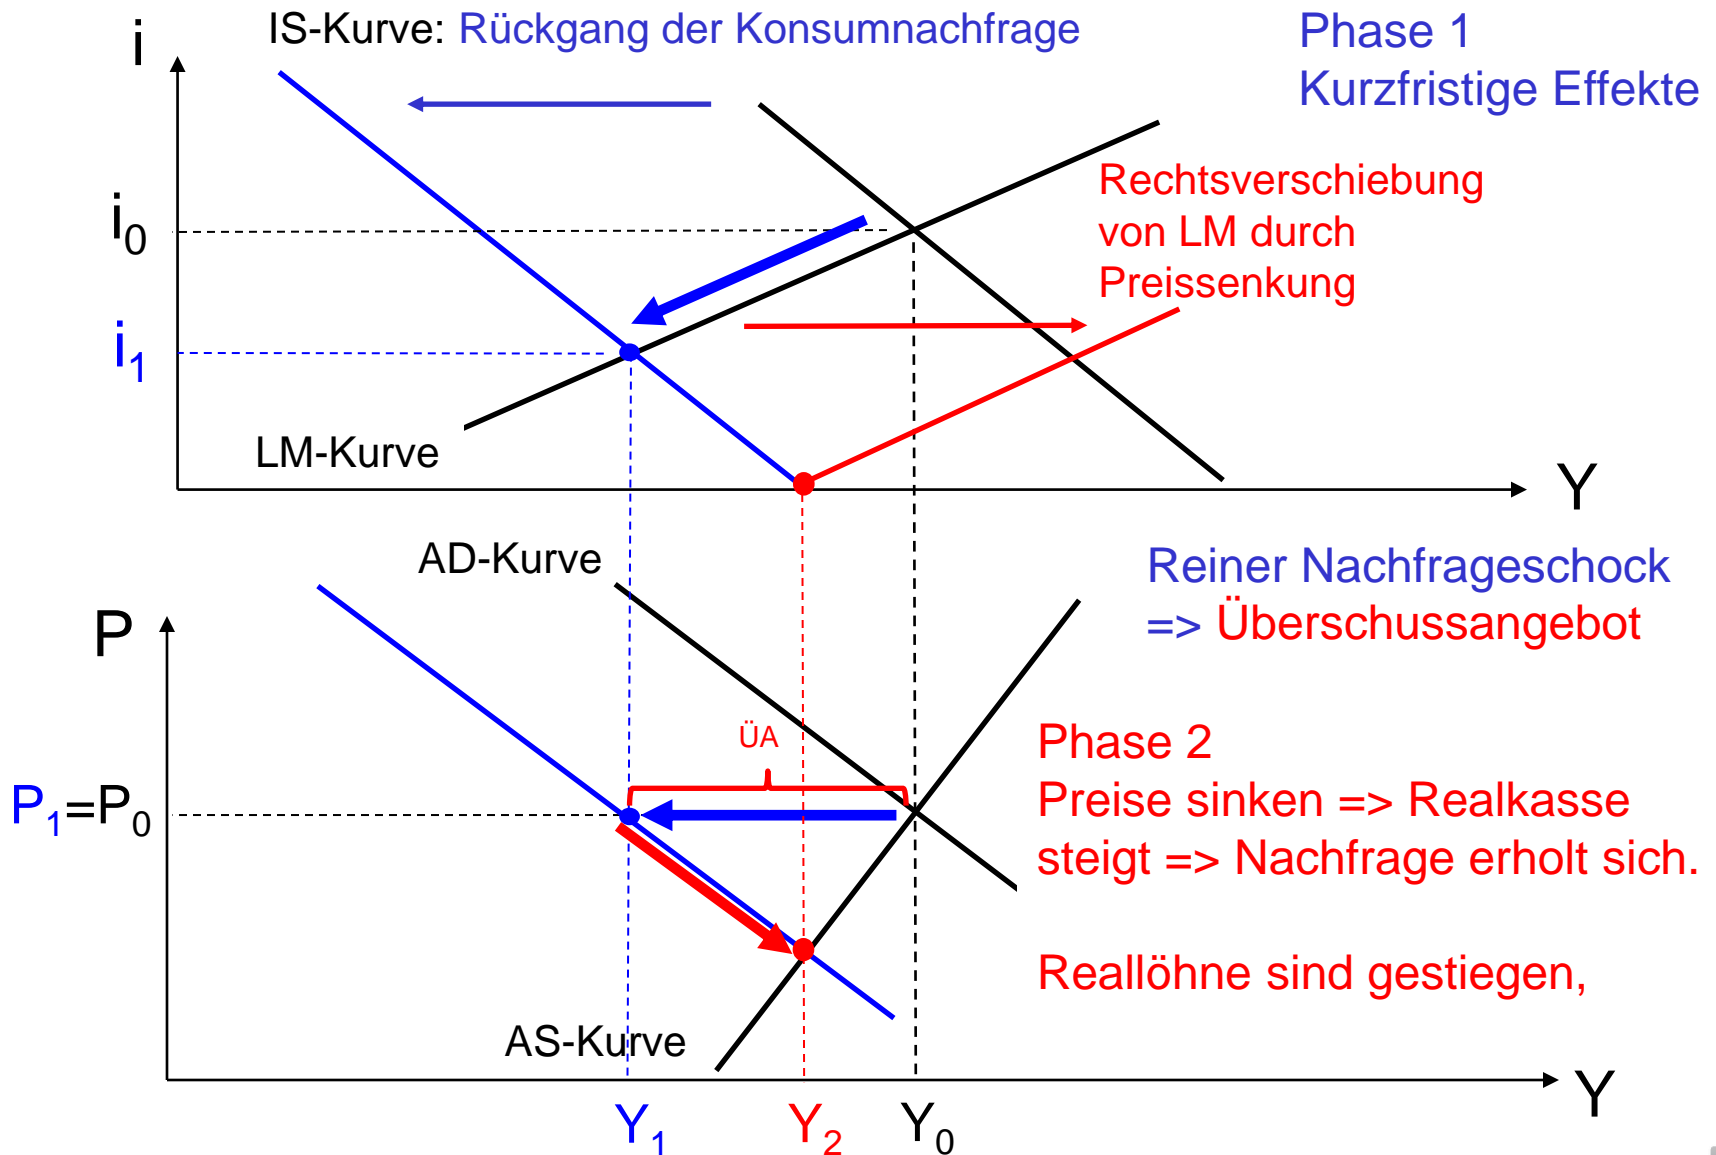 i
IS-Kurve: Rückgang der Konsumnachfrage
Phase 1
Kurzfristige Effekte
Rechtsverschiebung
von LM durch
Preissenkung
i0
i1
LM-Kurve
Y
AD-Kurve
Reiner Nachfrageschock
=> Überschussangebot
P
ÜA
Phase 2
Preise sinken => Realkasse
steigt => Nachfrage erholt sich.
P1=P0
Reallöhne sind gestiegen,
AS-Kurve
Y
Y1
Y2
Y0